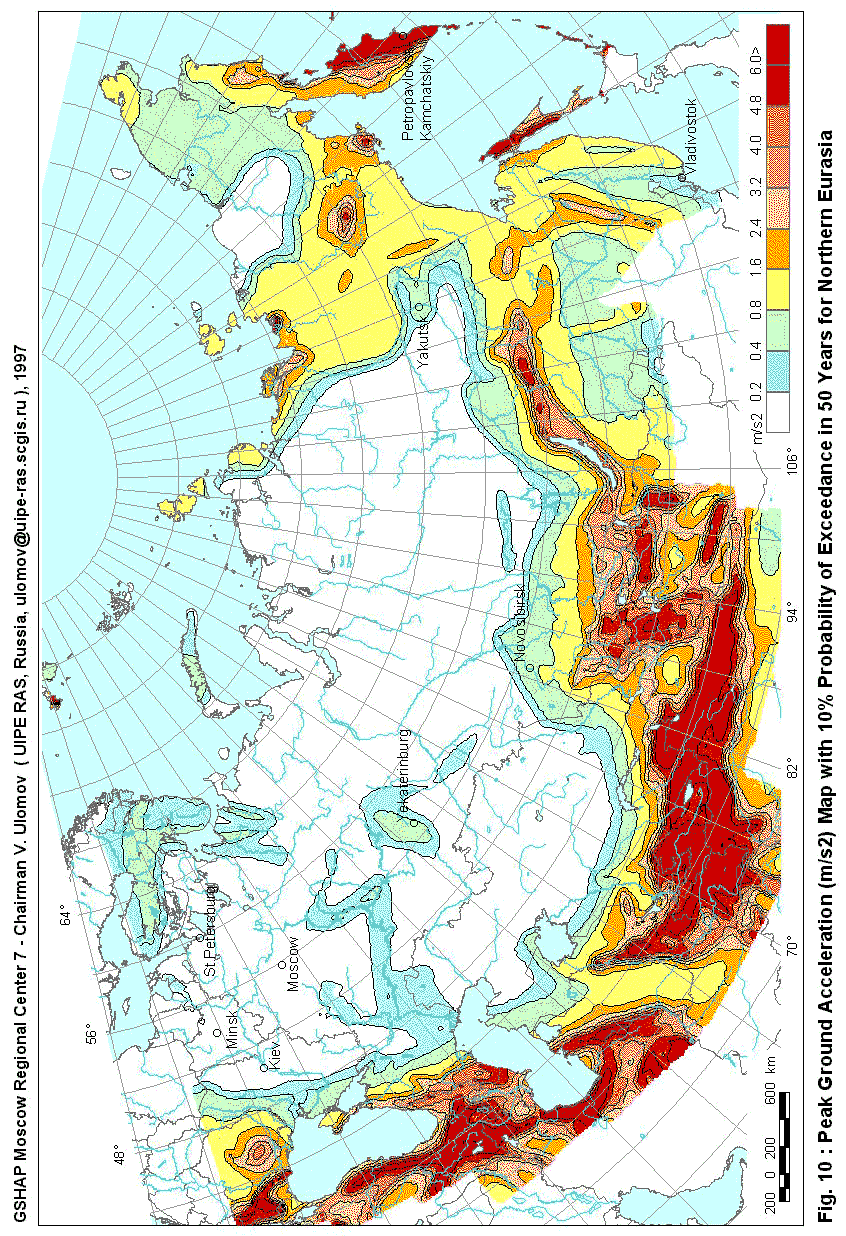 GSHAP Moscow Regional Center 7 - Chairman V. Ulomov ( UIPE RAS, Russia, ulomov@uipe-ras.scgis.ru ), 1997
64°
56°
48°
St.Petersburg
Moscow
Minsk
Kiev
Ekaterinburg
Novosibirsk
Yakutsk
Petropavlovsk
Kamchatskiy
Vladivostok
70°
82°
94°
106°
200 0 200 600 km
m/s2 0.2 0.4 0.8 1.6 2.4 3.2 4.0 4.8 6.0>
Fig. 10 : Peak Ground Acceleration (m/s2) Map with 10% Probability of Exceedance in 50 Years for Northern Eurasia